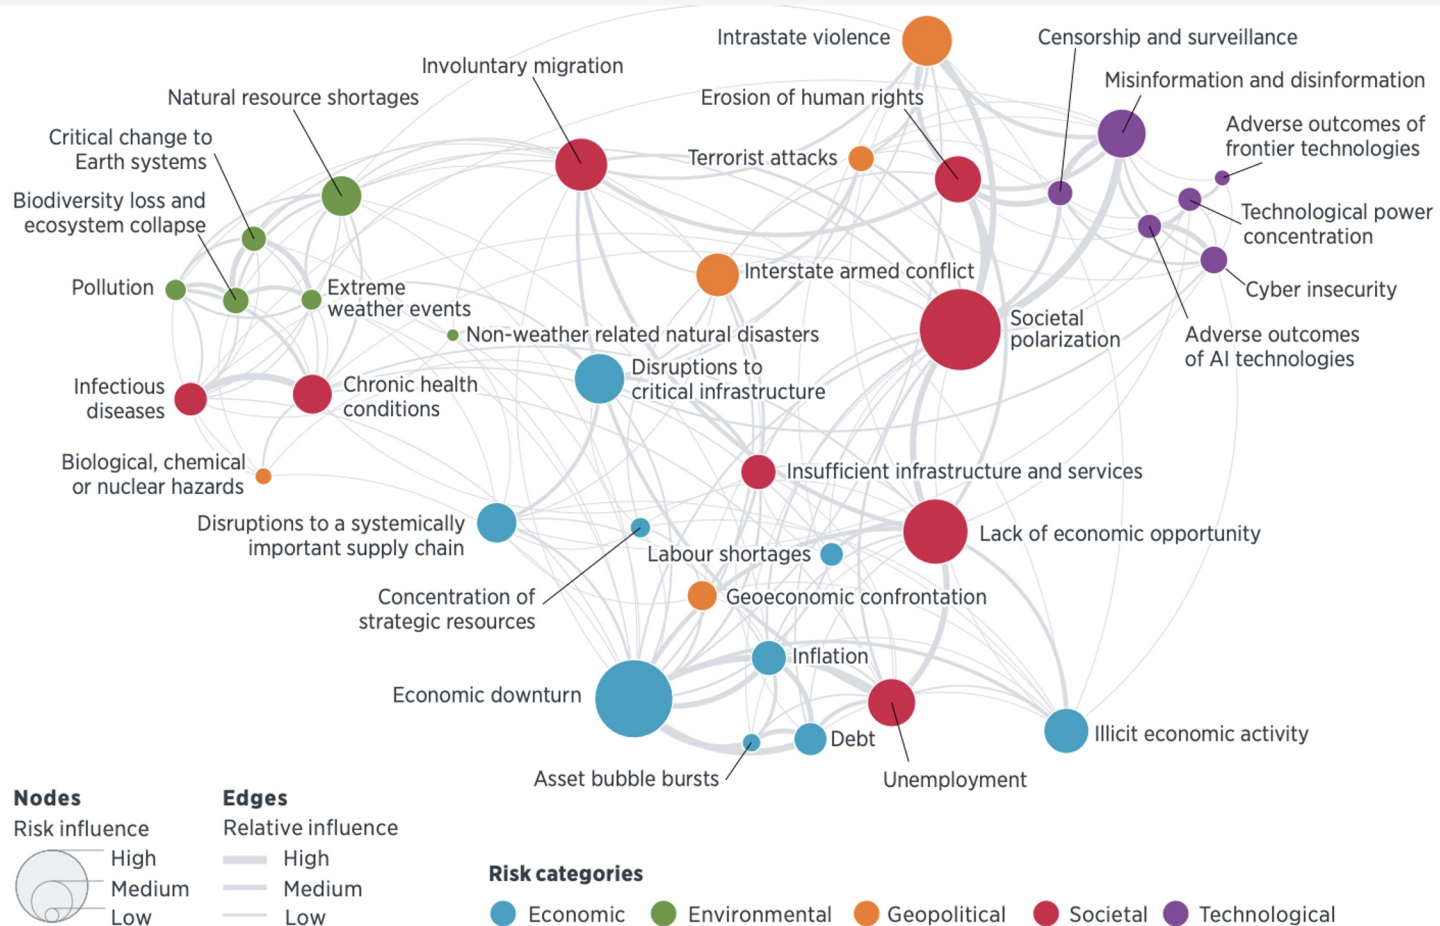 Intrastate violence
Censorship and surveillance
Involuntary migration
Misinformation and disinformation
Natural resource shortages
Erosion of human rights
Adverse outcomes of
frontier technologies
Critical change to
Earth systems
Terrorist attacks
Biodiversity loss and
ecosystem collapse
Technological power
concentration
Interstate armed conflict
Pollution
Extreme
weather events
Cyber insecurity
Societal
polarization
Non-weather related natural disasters
Adverse outcomes
of AI technologies
Disruptions to
critical infrastructure
Infectious
diseases
Chronic health
conditions
Biological, chemical
or nuclear hazards
Insufficient infrastructure and services
Disruptions to a systemically
important supply chain
Lack of economic opportunity
Labour shortages
Concentration of
strategic resources
Geoeconomic confrontation
Inflation
Economic downturn
Illicit economic activity
Debt
Asset bubble bursts
Unemployment
Nodes
Risk influence
High
Medium
Low
Edges
Relative influence
High
Medium
Low
Risk categories
Economic
Environmental
Geopolitical
Societal
Technological